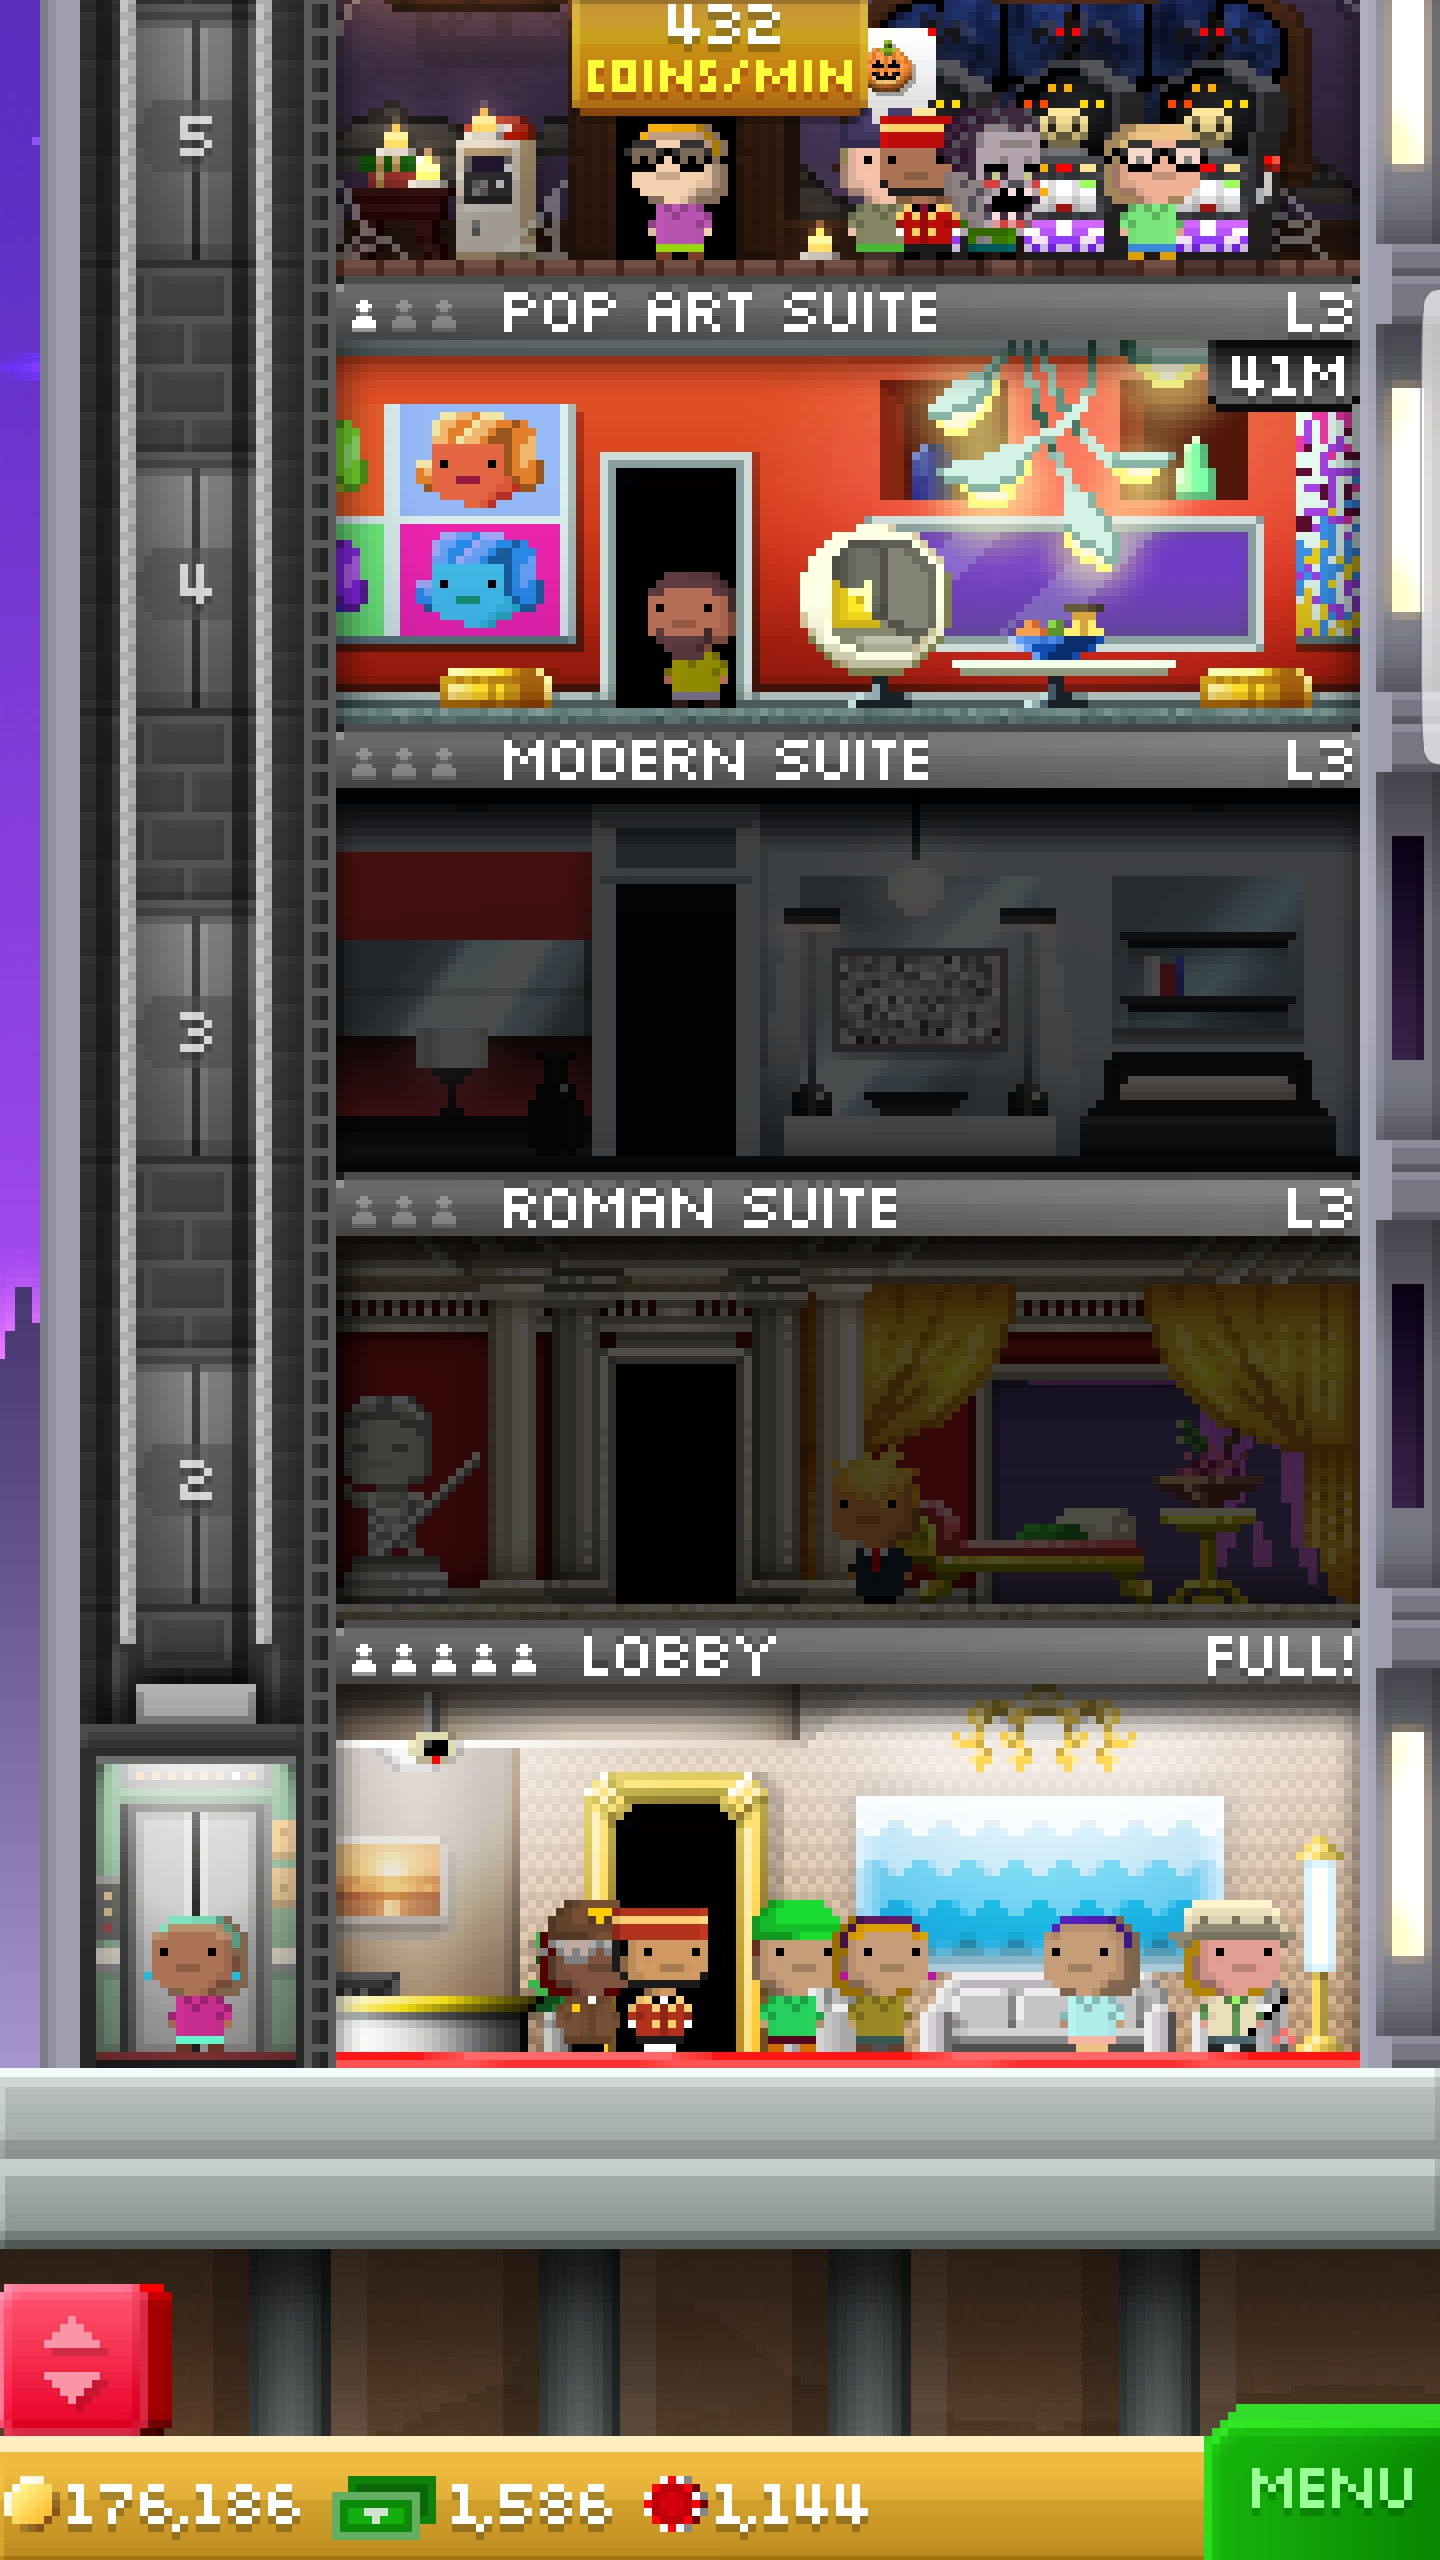 432
COINS/MIN
5
POP ART SUITE L3
41M
4
MODERN SUITE L3
3
ROMAN SUITE L3
2
LOBBY FULL!
176,186 1,586 1,144
MENU